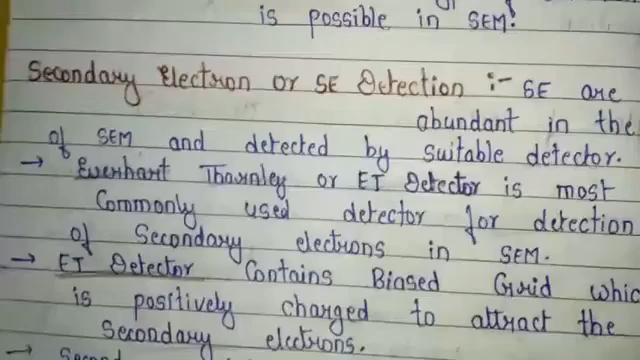 is possible in SEM!
Secondary Electron or SE Detection :- SE are
abundant in the
of SEM and detected by suitable detector.
→ Everhart Thornley or ET Detector is most
Commonly used detector for detection
of Secondary electrons in SEM.
→ ET Detector Contains Biased Grid whic
is positively charged to attract the
Secondary electrons.
→ Second